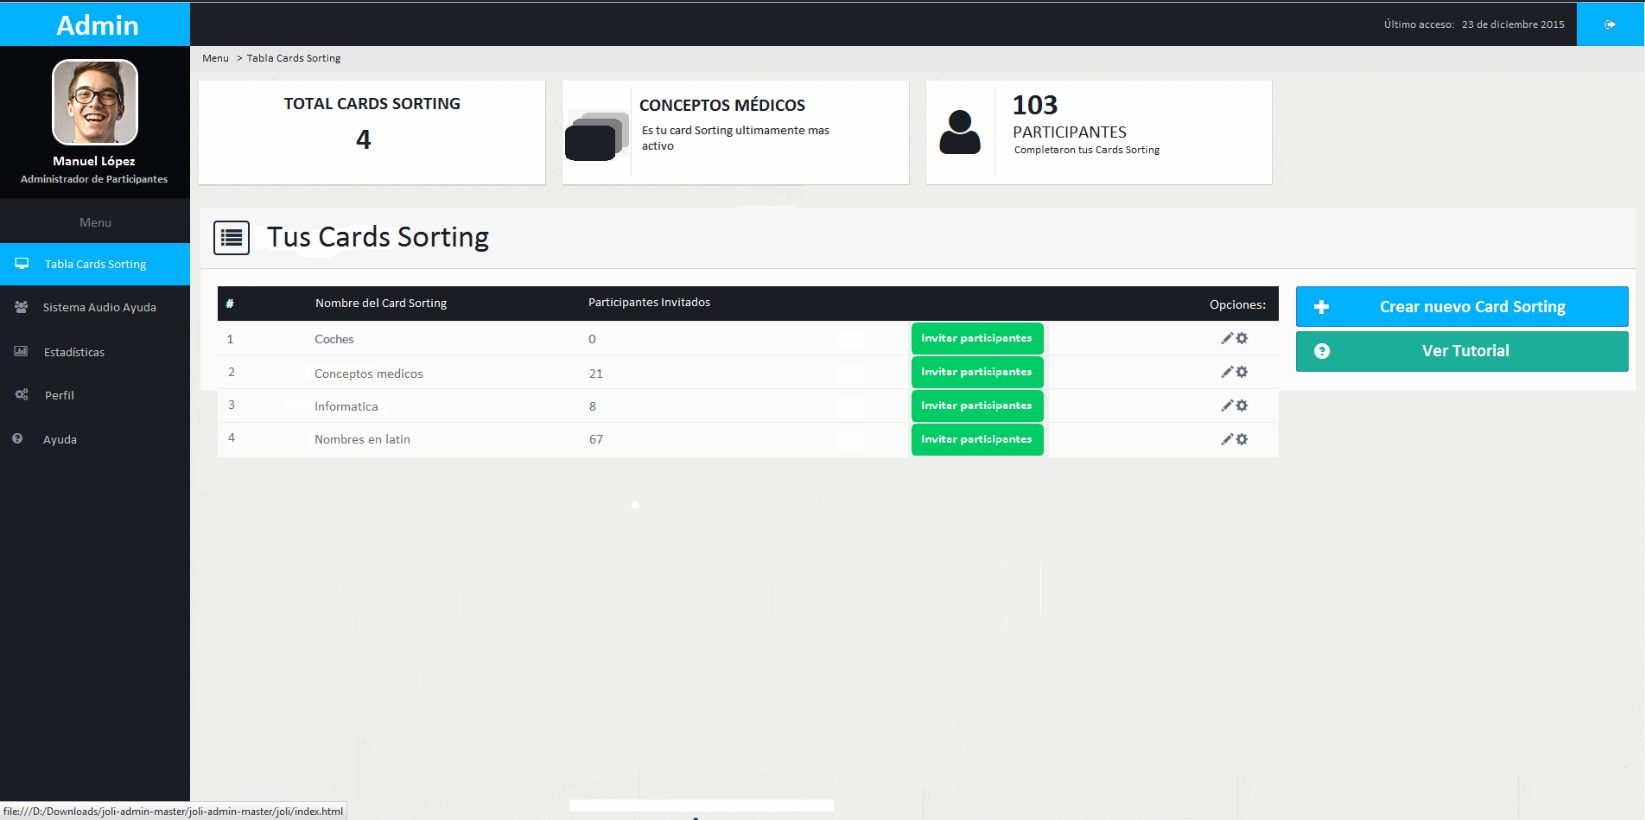 Admin
Último acceso: 23 de diciembre 2015
Manuel López
Administrador de Participantes
Menu
Tabla Cards Sorting
Sistema Audio Ayuda
Estadísticas
Perfil
Ayuda
Menu > Tabla Cards Sorting
TOTAL CARDS SORTING
4
CONCEPTOS MÉDICOS
Es tu card Sorting ultimamente mas
activo
103
PARTICIPANTES
Completaron tus Cards Sorting
Tus Cards Sorting
# Nombre del Card Sorting Participantes Invitados Opciones:
1 Coches 0 Invitar participantes
2 Conceptos medicos 21 Invitar participantes
3 Informatica 8 Invitar participantes
4 Nombres en latin 67 Invitar participantes
Crear nuevo Card Sorting
Ver Tutorial
file:///D:/Downloads/joli-admin-master/joli-admin-master/joli/index.html